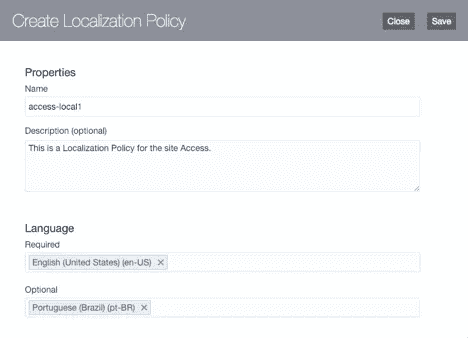 Create Localization Policy
Close
Save
Properties
Name
access-local1
Description (optional)
This is a Localization Policy for the site Access.
Language
Required
English (United States) (en-US) ✕
Optional
Portuguese (Brazil) (pt-BR) ✕